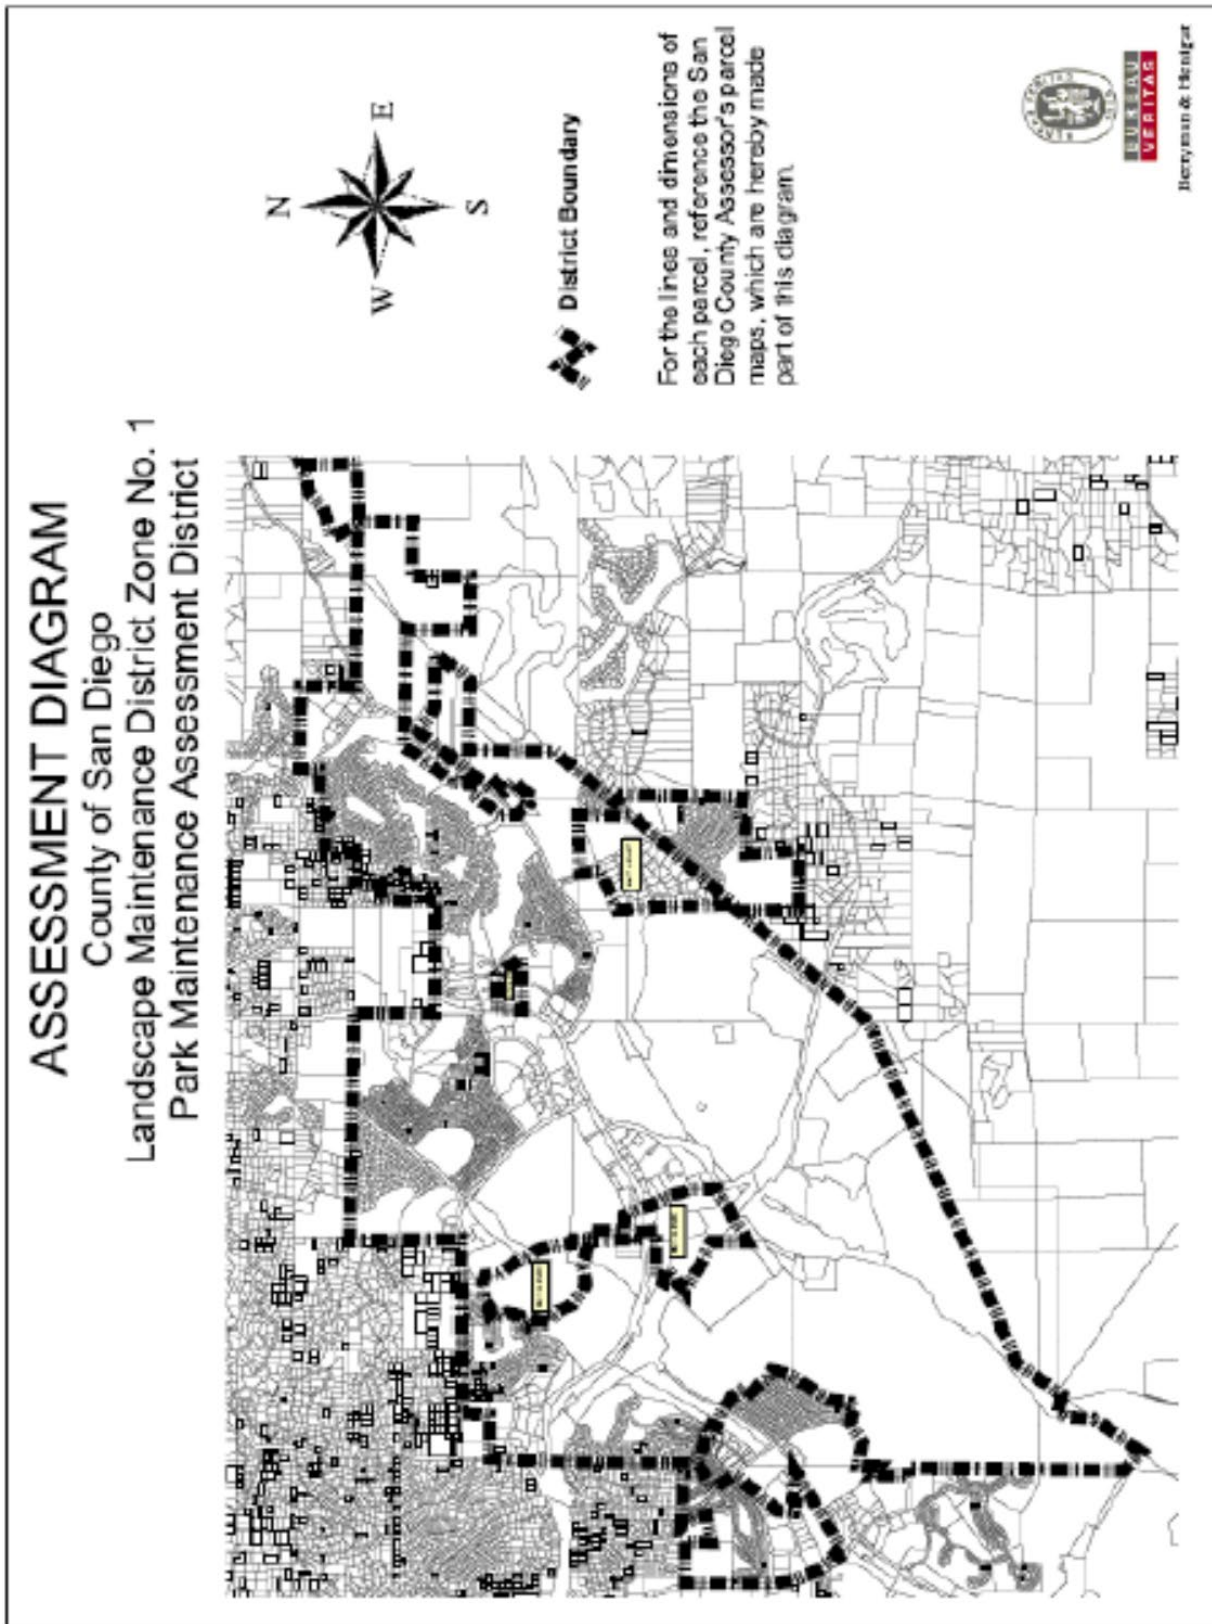 ASSESSMENT DIAGRAM
County of San Diego
Landscape Maintenance District Zone No. 1
Park Maintenance Assessment District
N
W
E
S
District Boundary
For the lines and dimensions of
each parcel, reference the San
Diego County Assessor's parcel
maps, which are hereby made
part of this diagram.
BUREAU
VERITAS
Berryman & Henigar